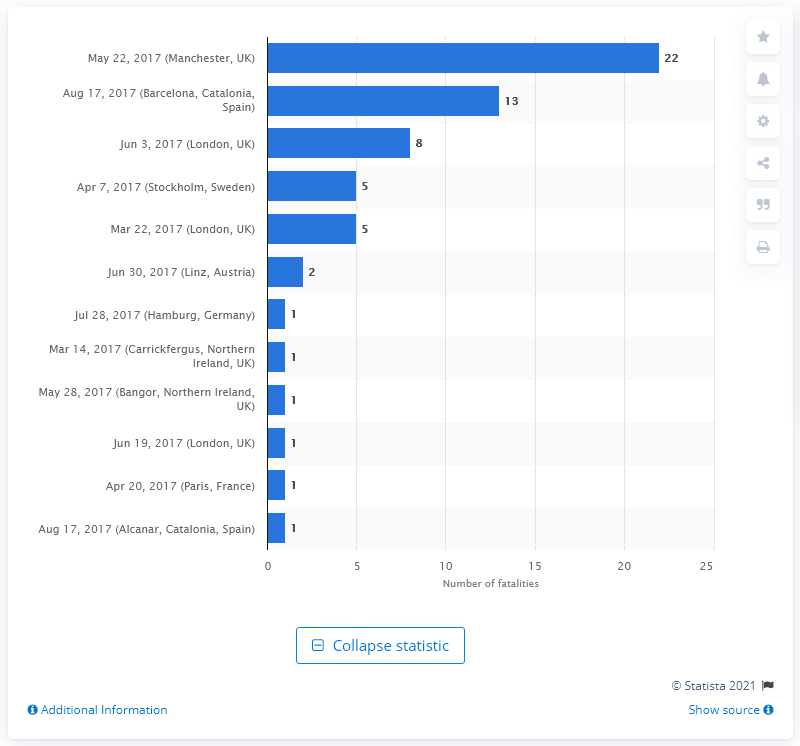 May 22, 2017 (Manchester, UK)
22
Aug 17, 2017 (Barcelona, Catalonia,
Spain)
13
Jun 3, 2017 (London, UK)
8
Apr 7, 2017 (Stockholm, Sweden)
5
Mar 22, 2017 (London, UK)
5
Jun 30, 2017 (Linz, Austria)
2
Jul 28, 2017 (Hamburg, Germany)
1
Mar 14, 2017 (Carrickfergus, Northern
Ireland, UK)
1
May 28, 2017 (Bangor, Northern Ireland,
UK)
1
Jun 19, 2017 (London, UK)
1
Apr 20, 2017 (Paris, France)
1
Aug 17, 2017 (Alcanar, Catalonia, Spain)
1
0 5 10 15 20 25
Number of fatalities
Collapse statistic
© Statista 2021
Additional Information
Show source